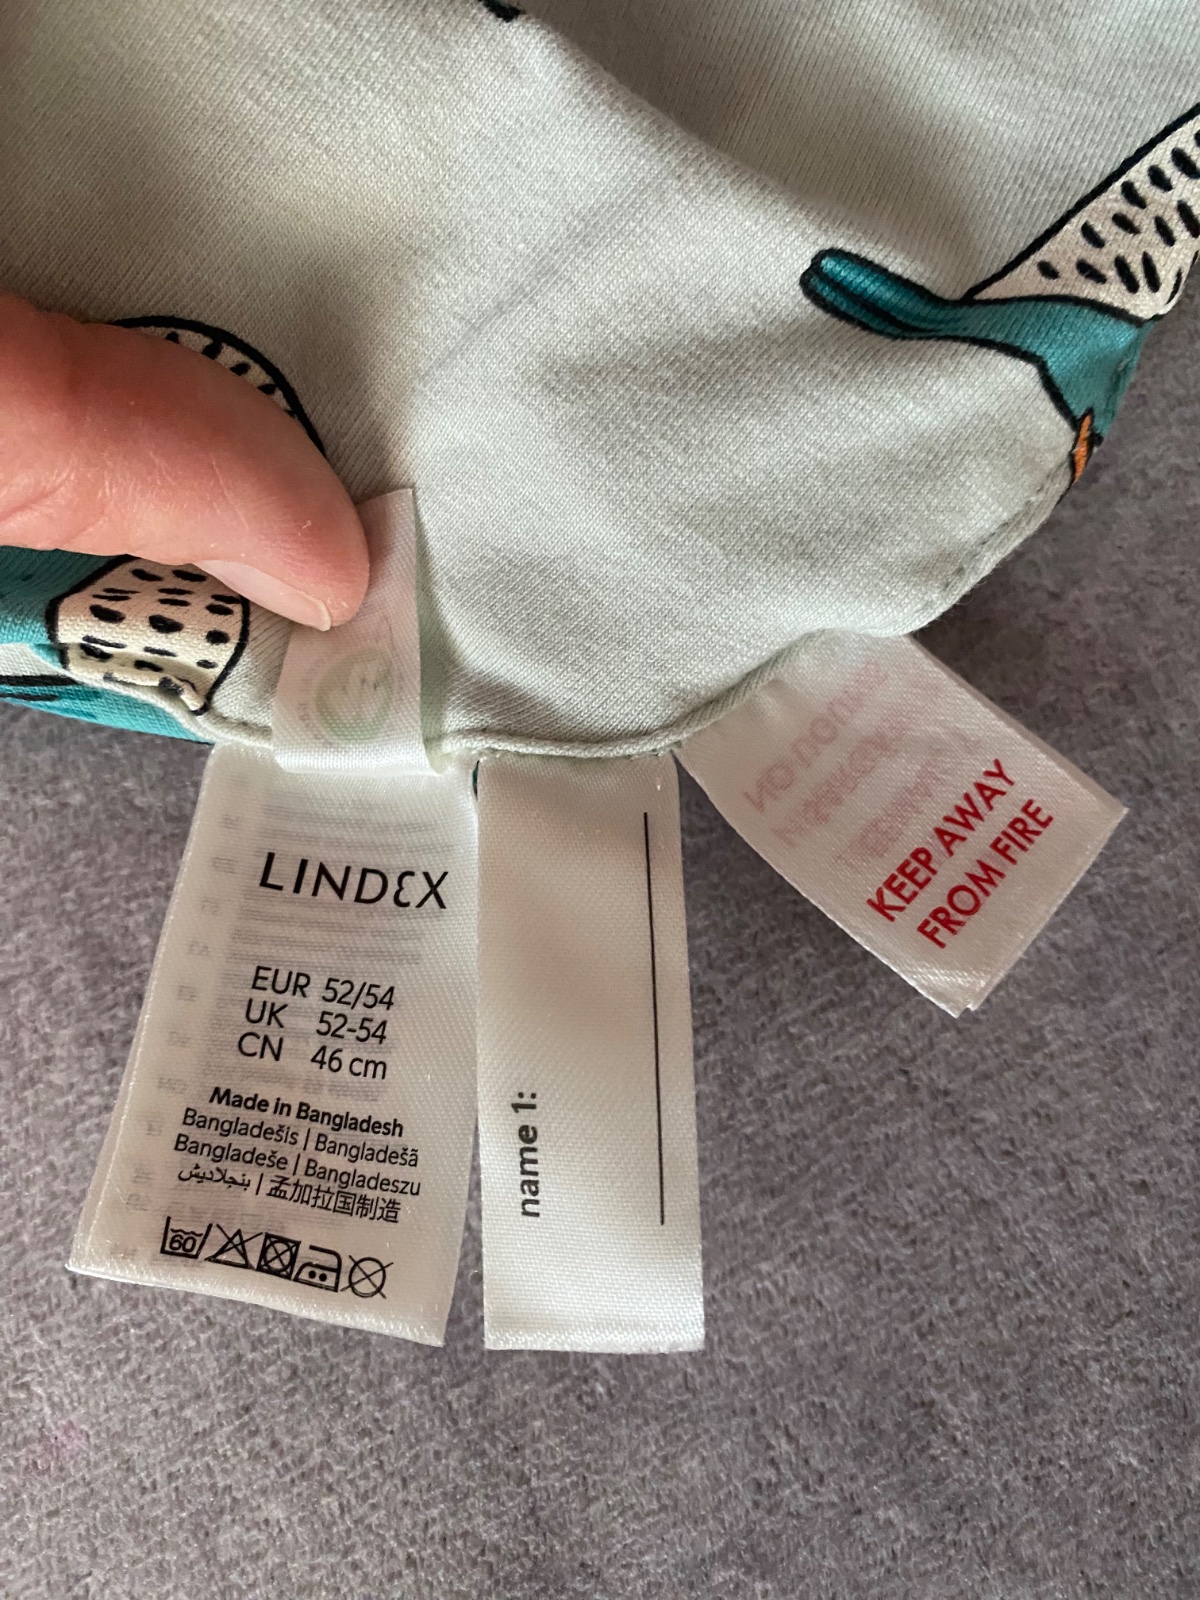 LINDEX
EUR 52/54
UK 52-54
CN 46 cm
Made in Bangladesh
Bangladešis | Bangladešā
Bangladeše | Bangladeszu
بنجلاديش | 孟加拉国制造
60
name 1:
KEEP AWAY
FROM FIRE